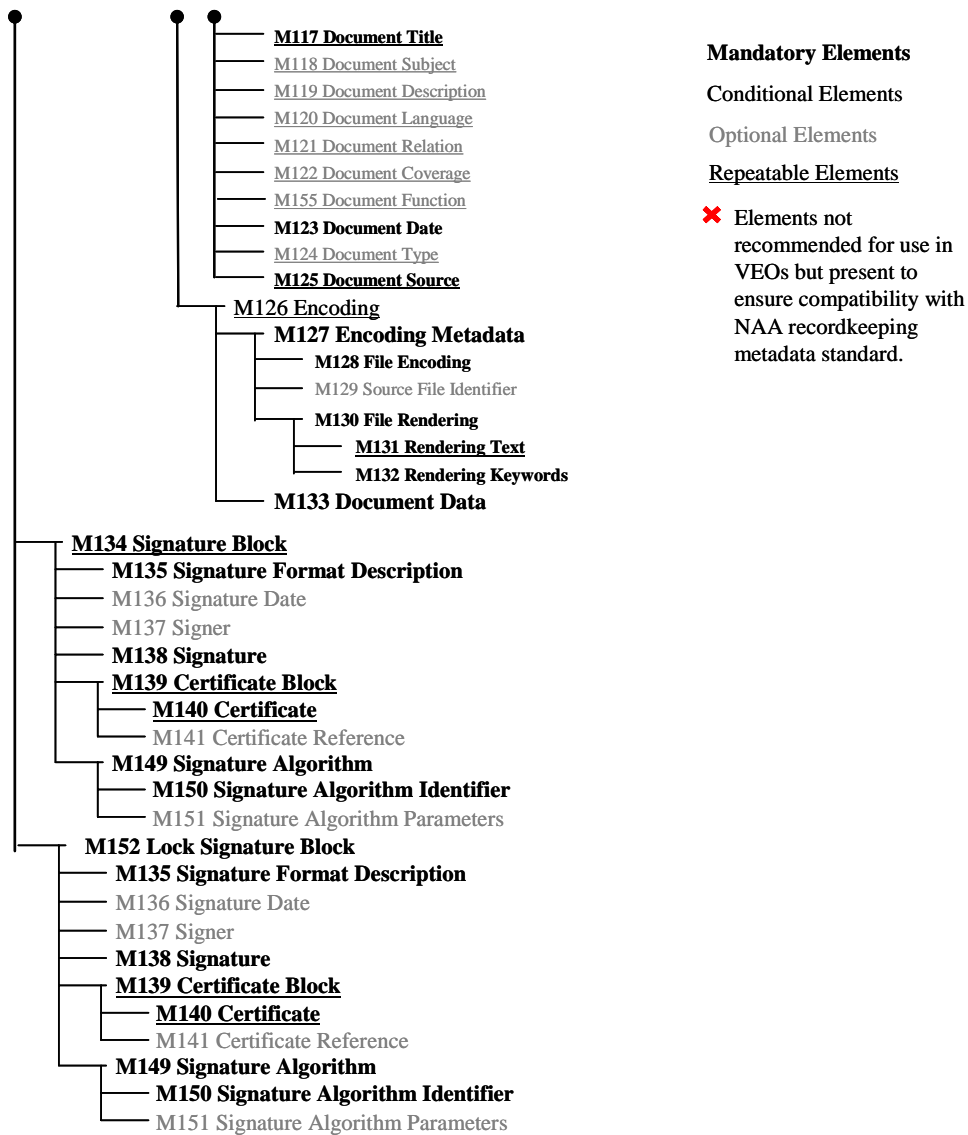 M117 Document Title
M118 Document Subject
M119 Document Description
M120 Document Language
M121 Document Relation
M122 Document Coverage
M155 Document Function
M123 Document Date
M124 Document Type
M125 Document Source
M126 Encoding
M127 Encoding Metadata
M128 File Encoding
M129 Source File Identifier
M130 File Rendering
M131 Rendering Text
M132 Rendering Keywords
M133 Document Data
M134 Signature Block
M135 Signature Format Description
M136 Signature Date
M137 Signer
M138 Signature
M139 Certificate Block
M140 Certificate
M141 Certificate Reference
M149 Signature Algorithm
M150 Signature Algorithm Identifier
M151 Signature Algorithm Parameters
M152 Lock Signature Block
M135 Signature Format Description
M136 Signature Date
M137 Signer
M138 Signature
M139 Certificate Block
M140 Certificate
M141 Certificate Reference
M149 Signature Algorithm
M150 Signature Algorithm Identifier
M151 Signature Algorithm Parameters
Mandatory Elements
Conditional Elements
Optional Elements
Repeatable Elements
Elements not
recommended for use in
VEOs but present to
ensure compatibility with
NAA recordkeeping
metadata standard.